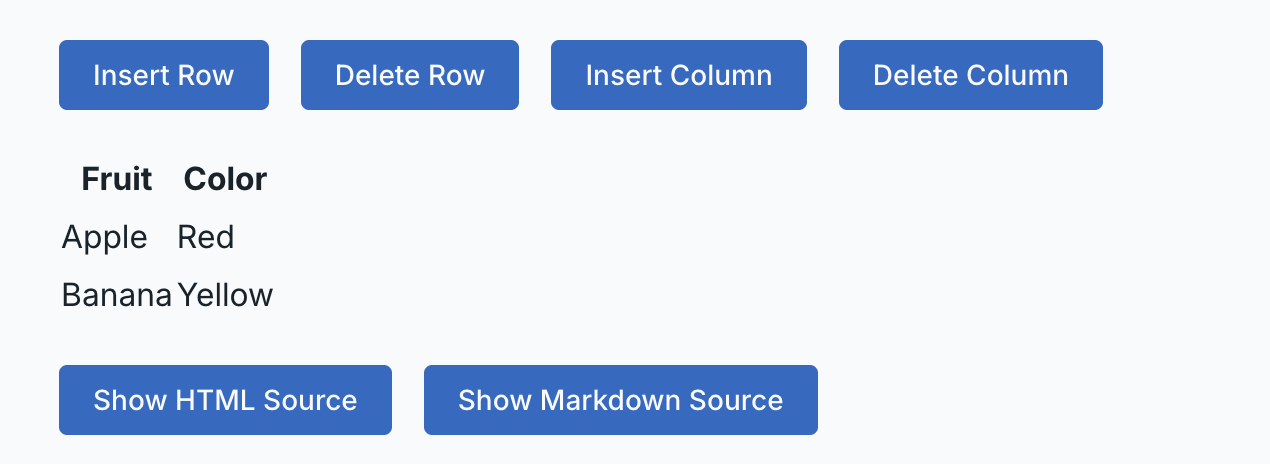 Insert Row Delete Row Insert Column Delete Column
Fruit Color
Apple Red
Banana Yellow
Show HTML Source Show Markdown Source